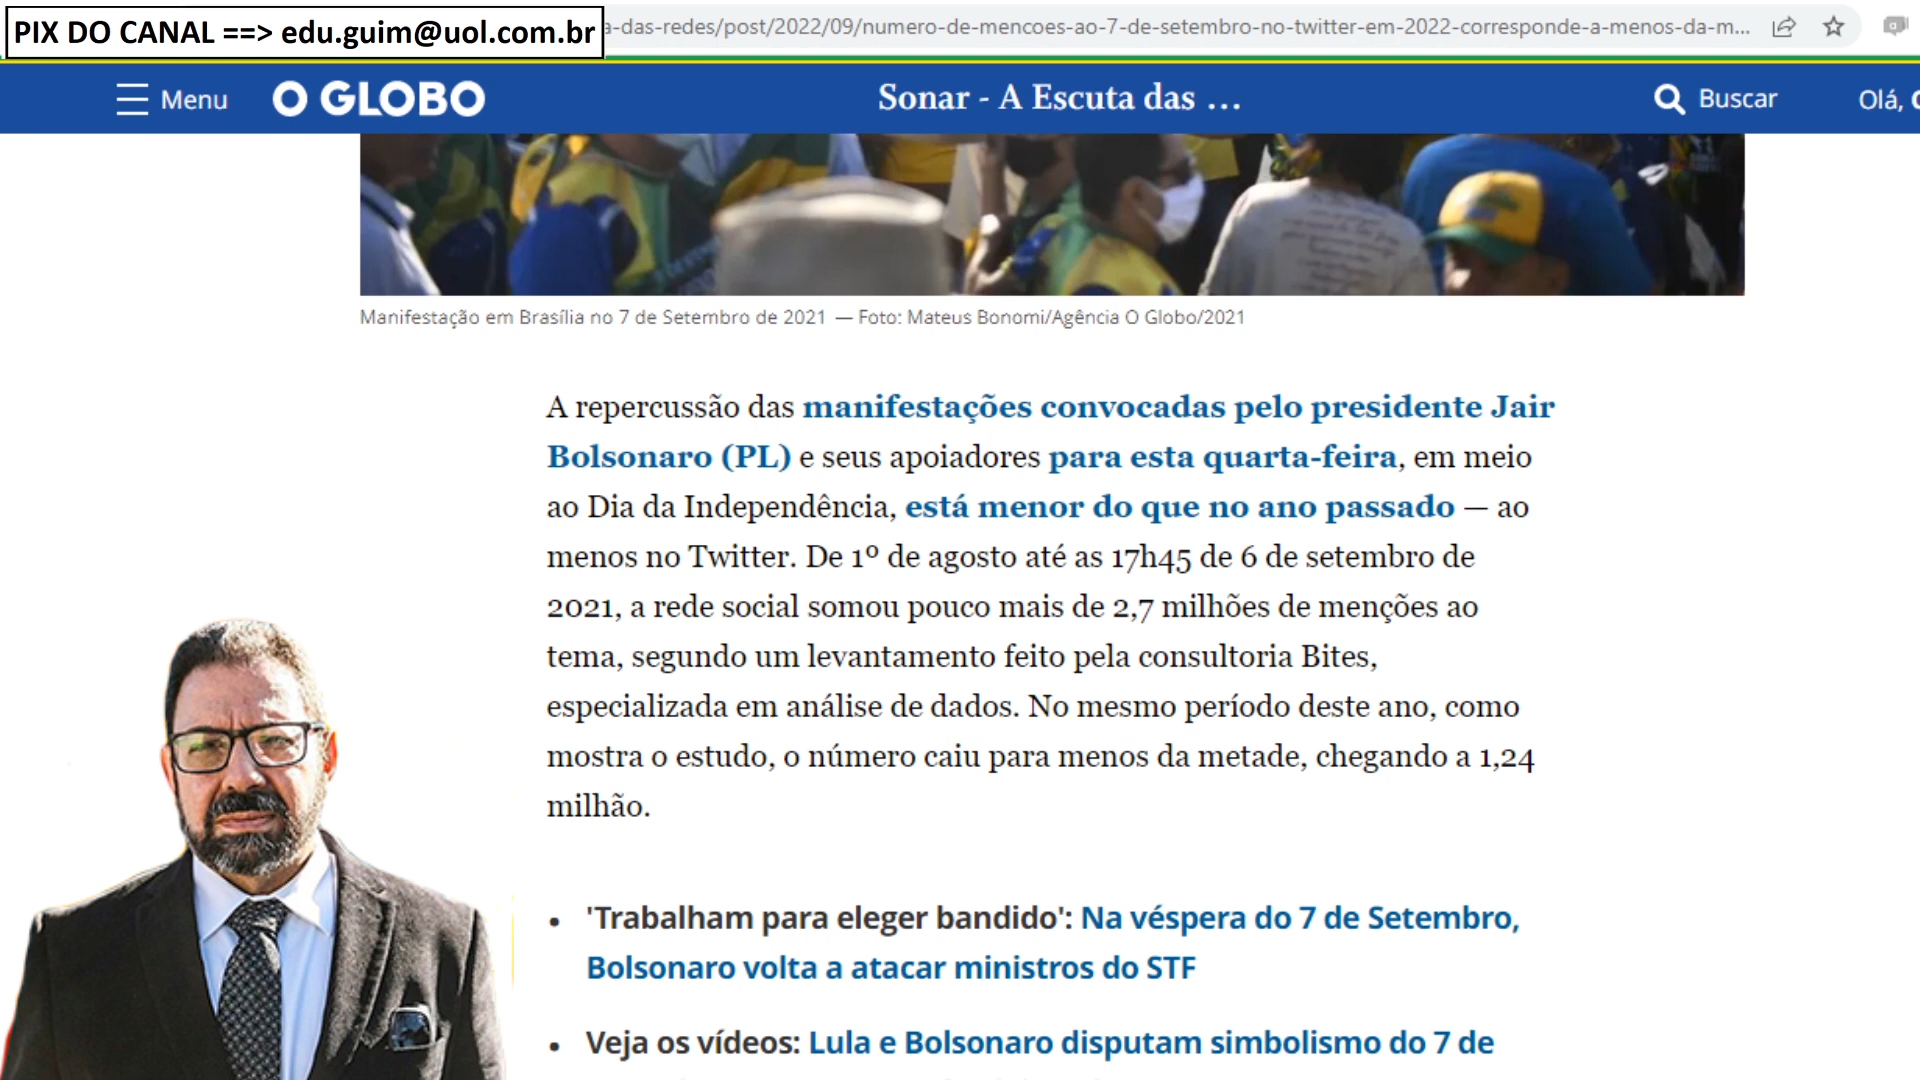 PIX DO CANAL ==> edu.guim@uol.com.br
a-das-redes/post/2022/09/numero-de-mencoes-ao-7-de-setembro-no-twitter-em-2022-corresponde-a-menos-da-m...
Menu
O GLOBO
Sonar - A Escuta das ...
Buscar
Olá,
Manifestação em Brasília no 7 de Setembro de 2021 — Foto: Mateus Bonomi/Agência O Globo/2021
A repercussão das manifestações convocadas pelo presidente Jair
Bolsonaro (PL) e seus apoiadores para esta quarta-feira, em meio
ao Dia da Independência, está menor do que no ano passado — ao
menos no Twitter. De 1º de agosto até as 17h45 de 6 de setembro de
2021, a rede social somou pouco mais de 2,7 milhões de menções ao
tema, segundo um levantamento feito pela consultoria Bites,
especializada em análise de dados. No mesmo período deste ano, como
mostra o estudo, o número caiu para menos da metade, chegando a 1,24
milhão.
• 'Trabalham para eleger bandido': Na véspera do 7 de Setembro,
Bolsonaro volta a atacar ministros do STF
• Veja os vídeos: Lula e Bolsonaro disputam simbolismo do 7 de